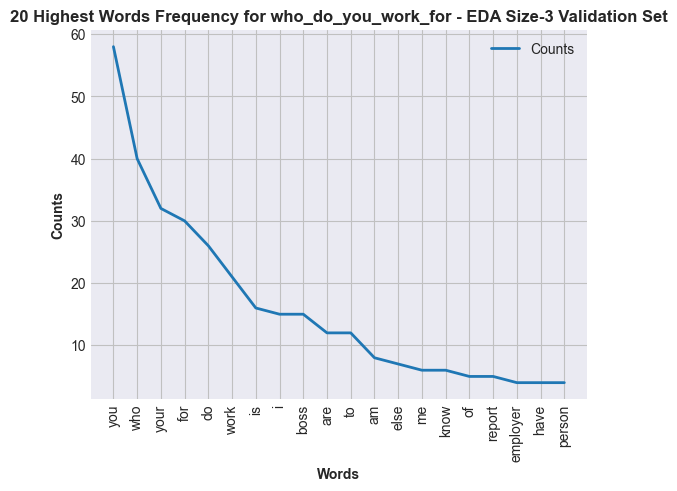 20 Highest Words Frequency for who_do_you_work_for - EDA Size-3 Validation Set
Counts
60
50
40
30
20
10
Counts
you
who
your
for
do
work
is
i
boss
are
to
am
else
me
know
of
report
employer
have
person
Words